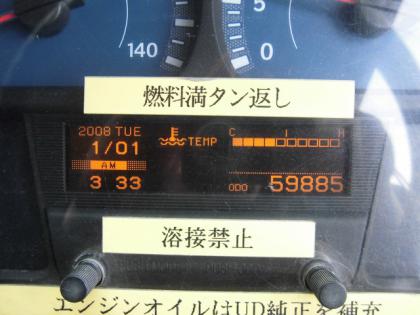 140
5
0
燃料満タン返し
2008 TUE
1/01
AM
3 33
TEMP
C I H
ODO 59885
溶接禁止
エンジンオイルはUD純正を補充